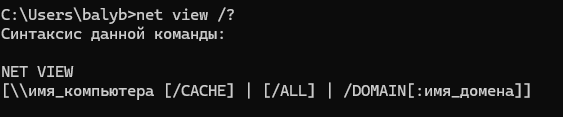 C:\Users\balyb>net view /?
Синтаксис данной команды:
NET VIEW
[\\имя_компьютера [/CACHE] | [/ALL] | /DOMAIN[:имя_домена]]